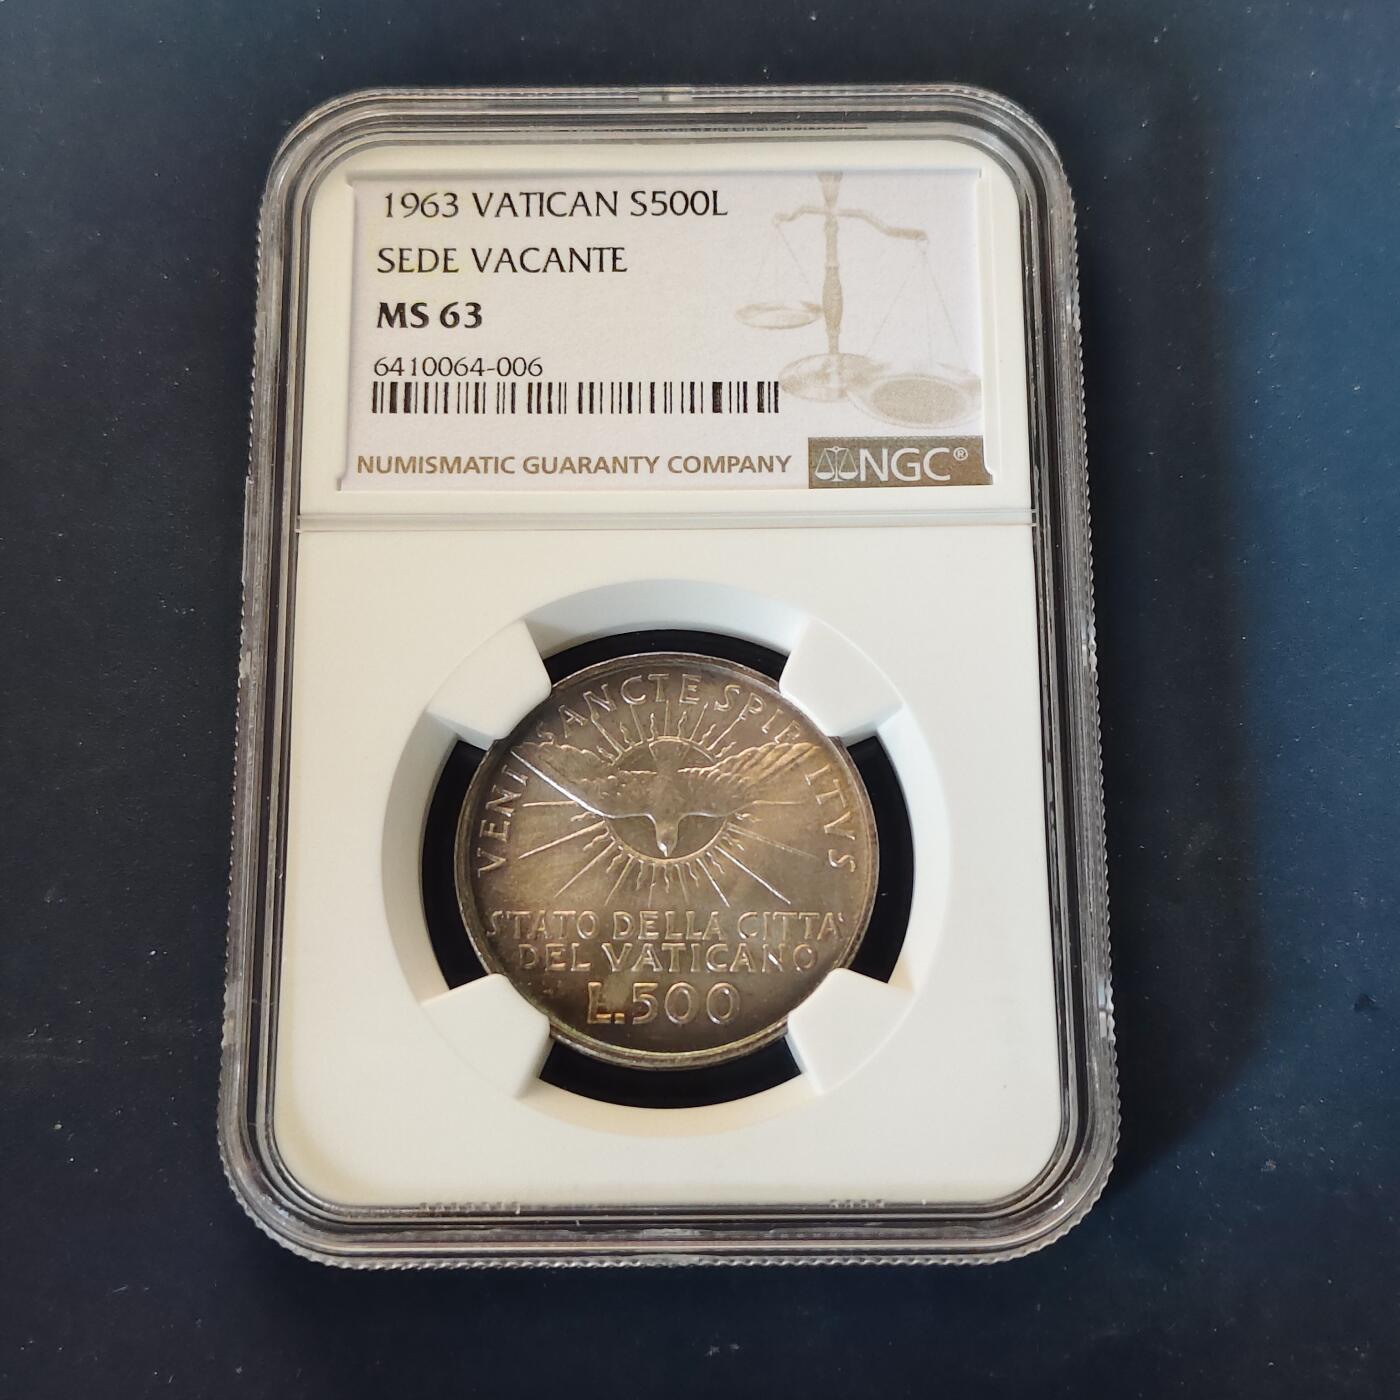 1963 VATICAN S500L
SEDE VACANTE
MS 63
6410064-006
NUMISMATIC GUARANTY COMPANY
NGC®
VENI SANCTE SPIRITVS
STATO DELLA CITTA'
DEL VATICANO
L.500